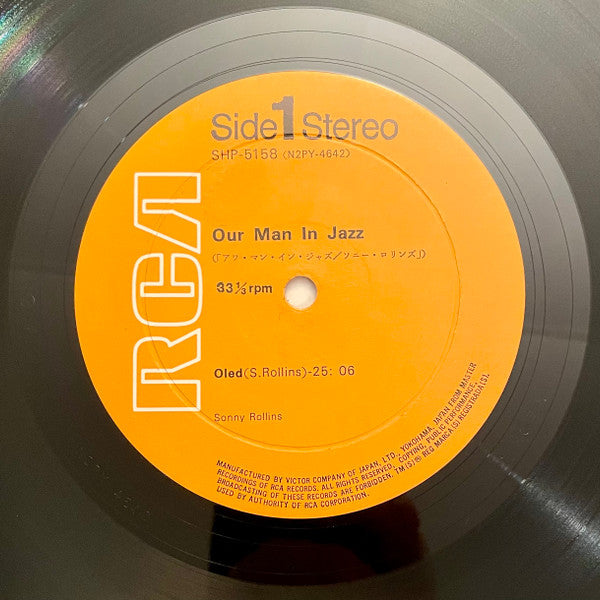 Side 1 Stereo
SHP-5158 (N2PY-4642)
RCA
Our Man In Jazz
(「アワ・マン・イン・ジャズ/ソニー・ロリンズ」)
33⅓rpm
Oled(S.Rollins)-25: 06
Sonny Rollins
MANUFACTURED BY VICTOR COMPANY OF JAPAN, LTD. YOKOHAMA, JAPAN FROM MASTER
RECORDINGS OF RCA RECORDS. ALL RIGHTS RESERVED. COPYING, PUBLIC PERFORMANCE,
BROADCASTING OF THESE RECORDS ARE FORBIDDEN. TM(S)® REG. MARCA(S) REGISTRADA(S).
USED BY AUTHORITY OF RCA CORPORATION.